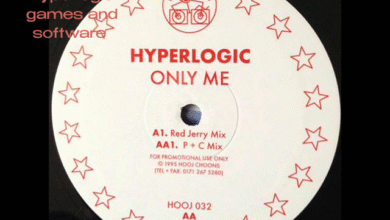 games and
software
HYPERLOGIC
ONLY ME
A1. Red Jerry Mix
AA1. P + C Mix
FOR PROMOTIONAL USE ONLY
© 1995 HOOJ CHOONS
(TEL + FAX 0171 267 5280)
HOOJ 032
AA